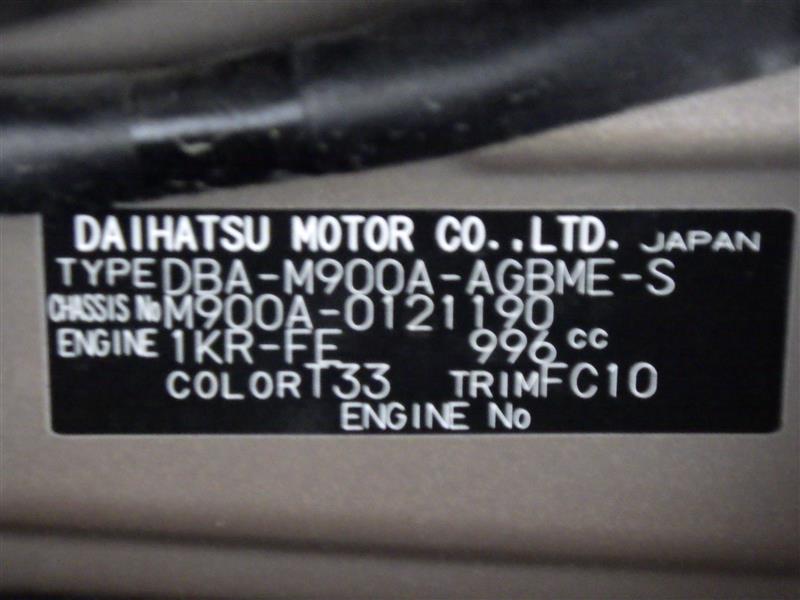 DAIHATSU MOTOR CO.,LTD. JAPAN
TYPE DBA-M900A-AGBME-S
CHASSIS No M900A-0121190
ENGINE 1KR-FE 996 cc
COLOR T33 TRIM FC10
ENGINE No